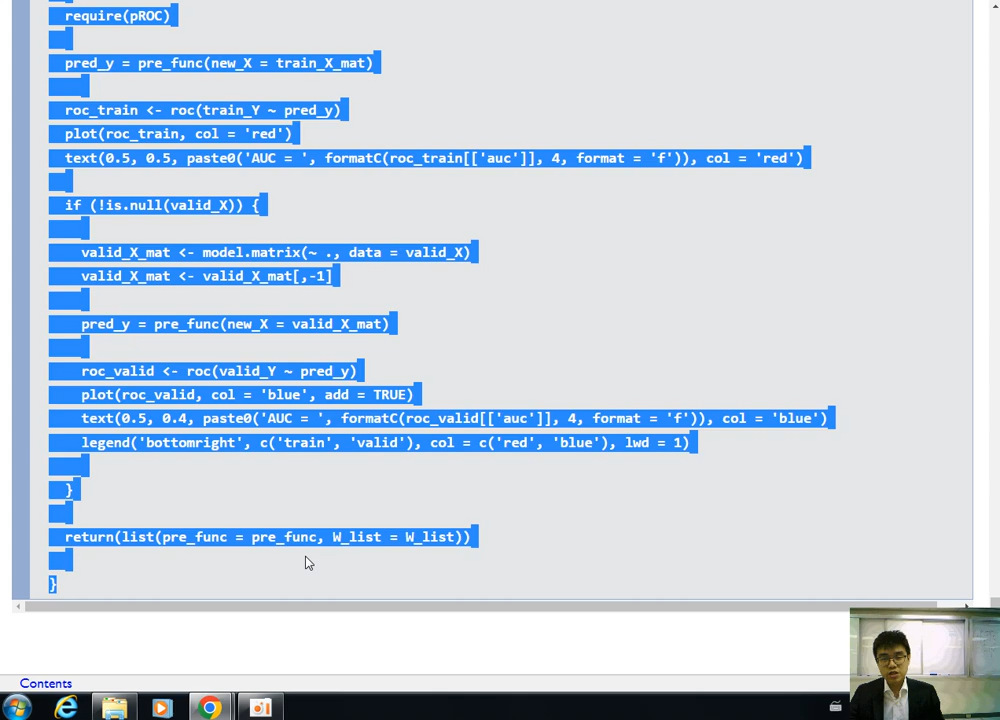 require(pROC)
pred_y = pre_func(new_X = train_X_mat)
roc_train <- roc(train_Y ~ pred_y)
plot(roc_train, col = 'red')
text(0.5, 0.5, paste0('AUC = ', formatC(roc_train[['auc']], 4, format = 'f')), col = 'red')
if (!is.null(valid_X)) {
valid_X_mat <- model.matrix(~ ., data = valid_X)
valid_X_mat <- valid_X_mat[,-1]
pred_y = pre_func(new_X = valid_X_mat)
roc_valid <- roc(valid_Y ~ pred_y)
plot(roc_valid, col = 'blue', add = TRUE)
text(0.5, 0.4, paste0('AUC = ', formatC(roc_valid[['auc']], 4, format = 'f')), col = 'blue')
legend('bottomright', c('train', 'valid'), col = c('red', 'blue'), lwd = 1)
}
return(list(pre_func = pre_func, W_list = W_list))
}
Contents